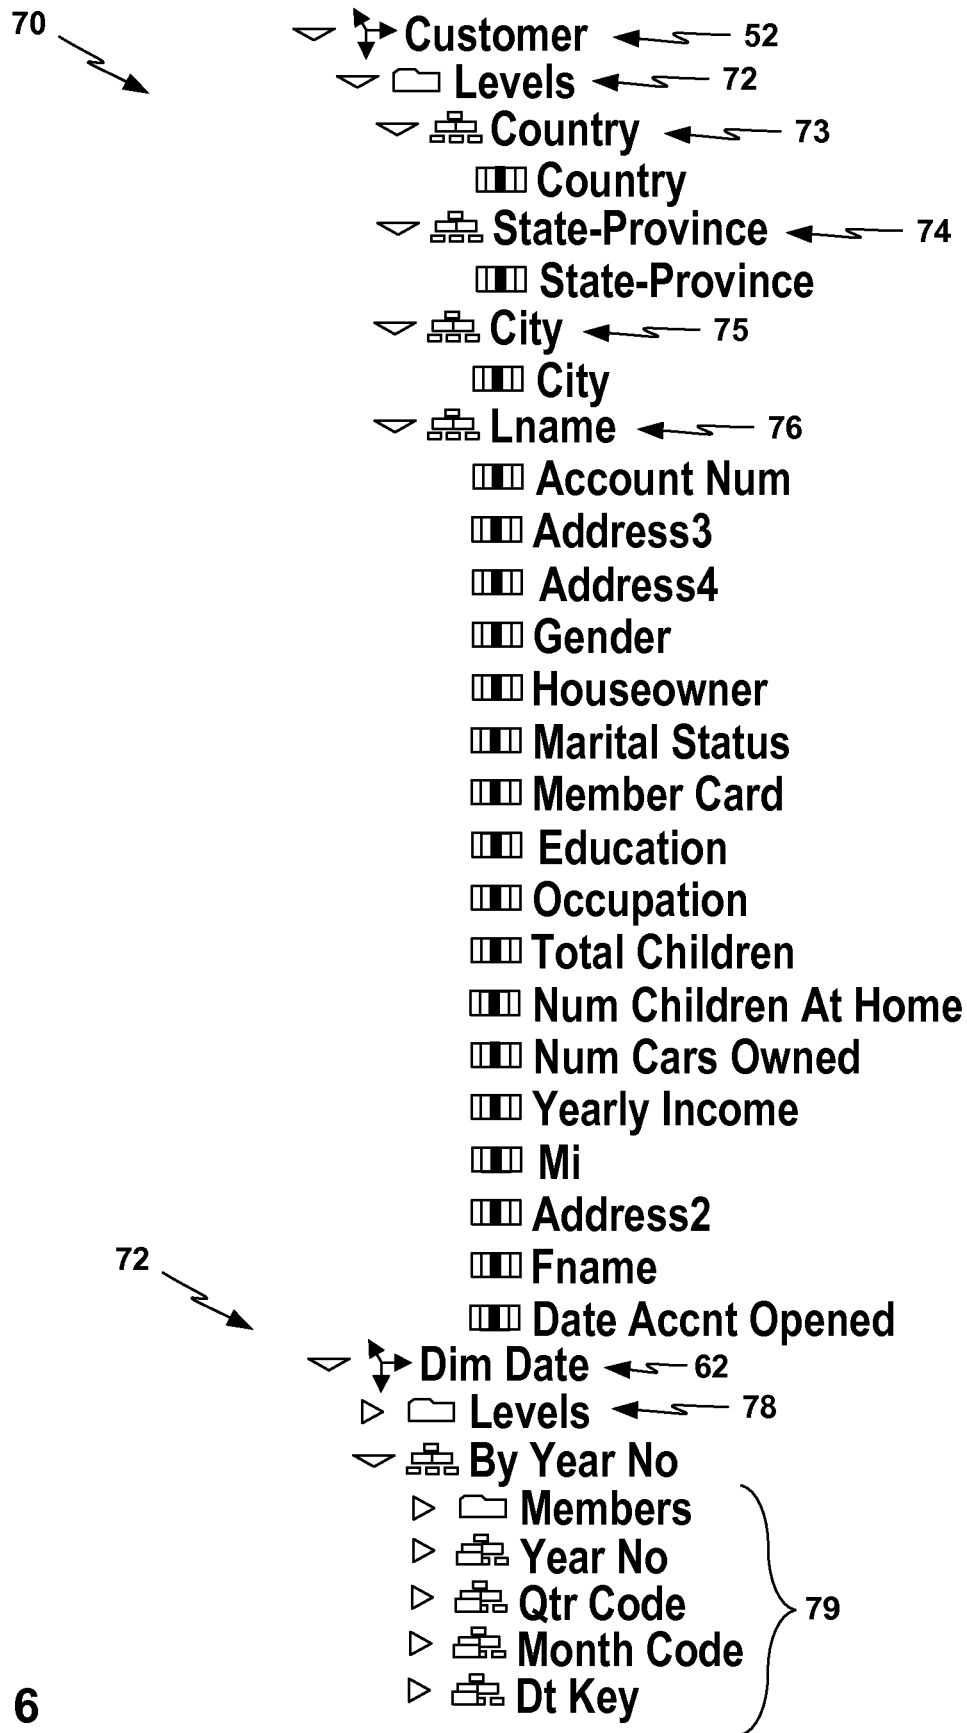 70
Customer 52
Levels 72
Country 73
Country
State-Province 74
State-Province
City 75
City
Lname 76
Account Num
Address3
Address4
Gender
Houseowner
Marital Status
Member Card
Education
Occupation
Total Children
Num Children At Home
Num Cars Owned
Yearly Income
Mi
Address2
Fname
72
Date Accnt Opened
Dim Date 62
Levels 78
By Year No
Members
Year No
Qtr Code 79
Month Code
Dt Key
6